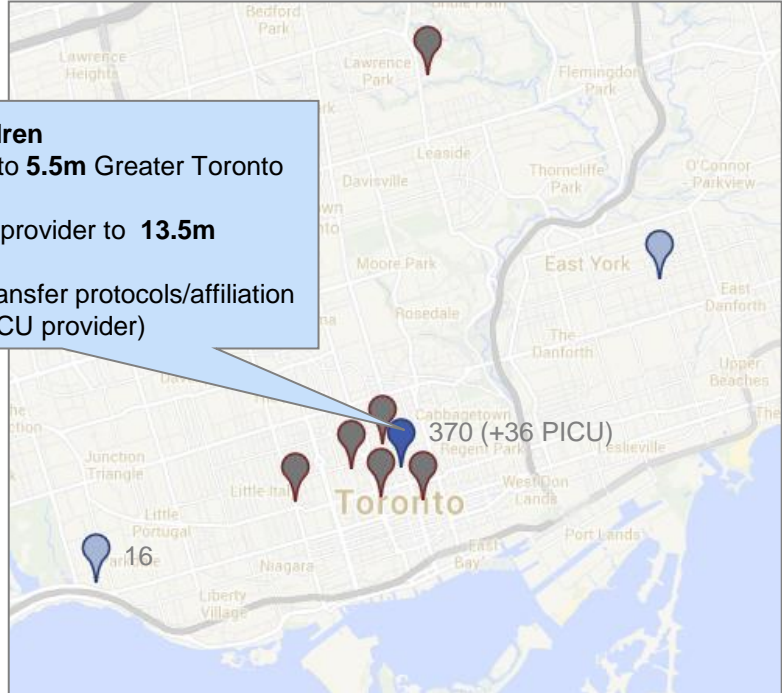 Bedford
Park
Lawrence
Heights
Lawrence
Park
Flemingdon
Park
dren
to 5.5m Greater Toronto
provider to 13.5m
ansfer protocols/affiliation
CU provider)
Leaside
Davisville
Thorncliffe
Park
O'Connor
- Parkview
Moore Park
East York
Rosedale
East
Danforth
The
Danforth
Upper
Beaches
Cabbagetown
370 (+36 PICU)
Regent Park
Leslieville
Junction
Triangle
Little Ital
West Don
Lands
Toronto
Little
Portugal
Port Lands
16
Niagara
East
Bay
Liberty
Village